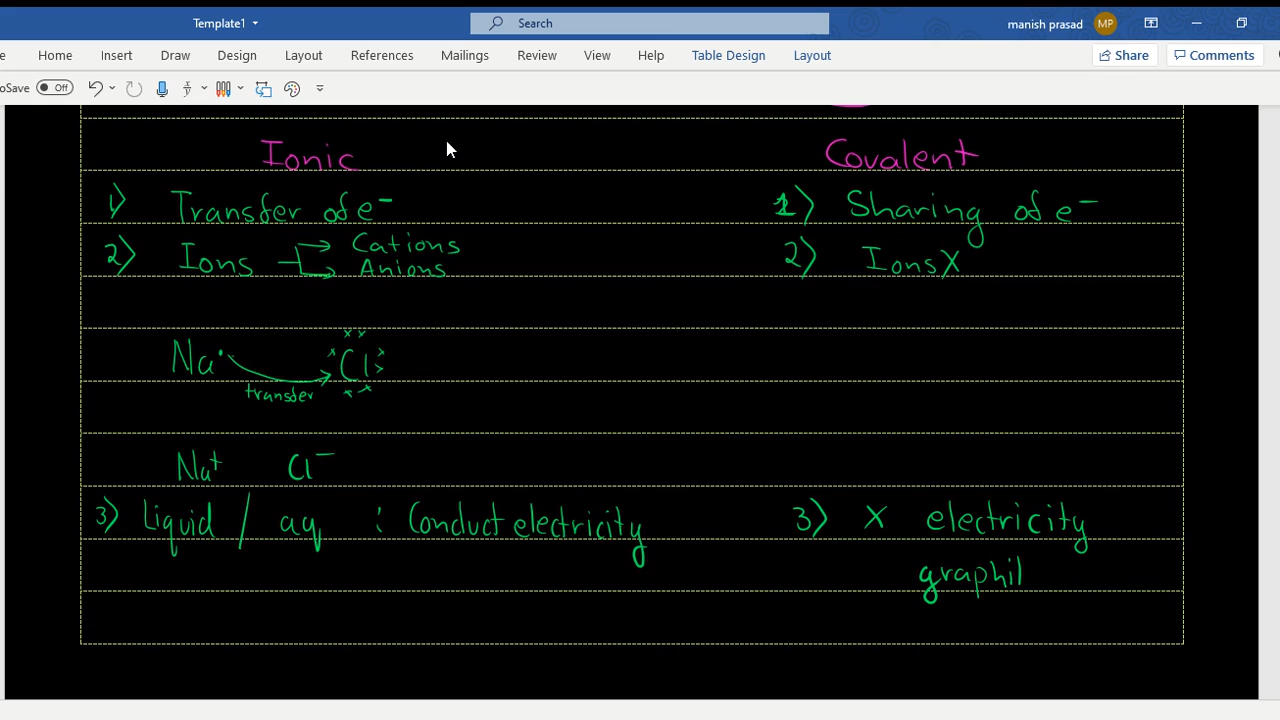 Template1
Search
manish prasad MP
Home Insert Draw Design Layout References Mailings Review View Help Table Design Layout Share Comments
oSave Off
Ionic Covalent
1) Transfer of e⁻ 1) Sharing of e⁻
2) Ions Cations 2) Ions X
Anions
Na Cl
transfer
Na⁺ Cl⁻
3) Liquid / aq : Conduct electricity 3) X electricity
graphil